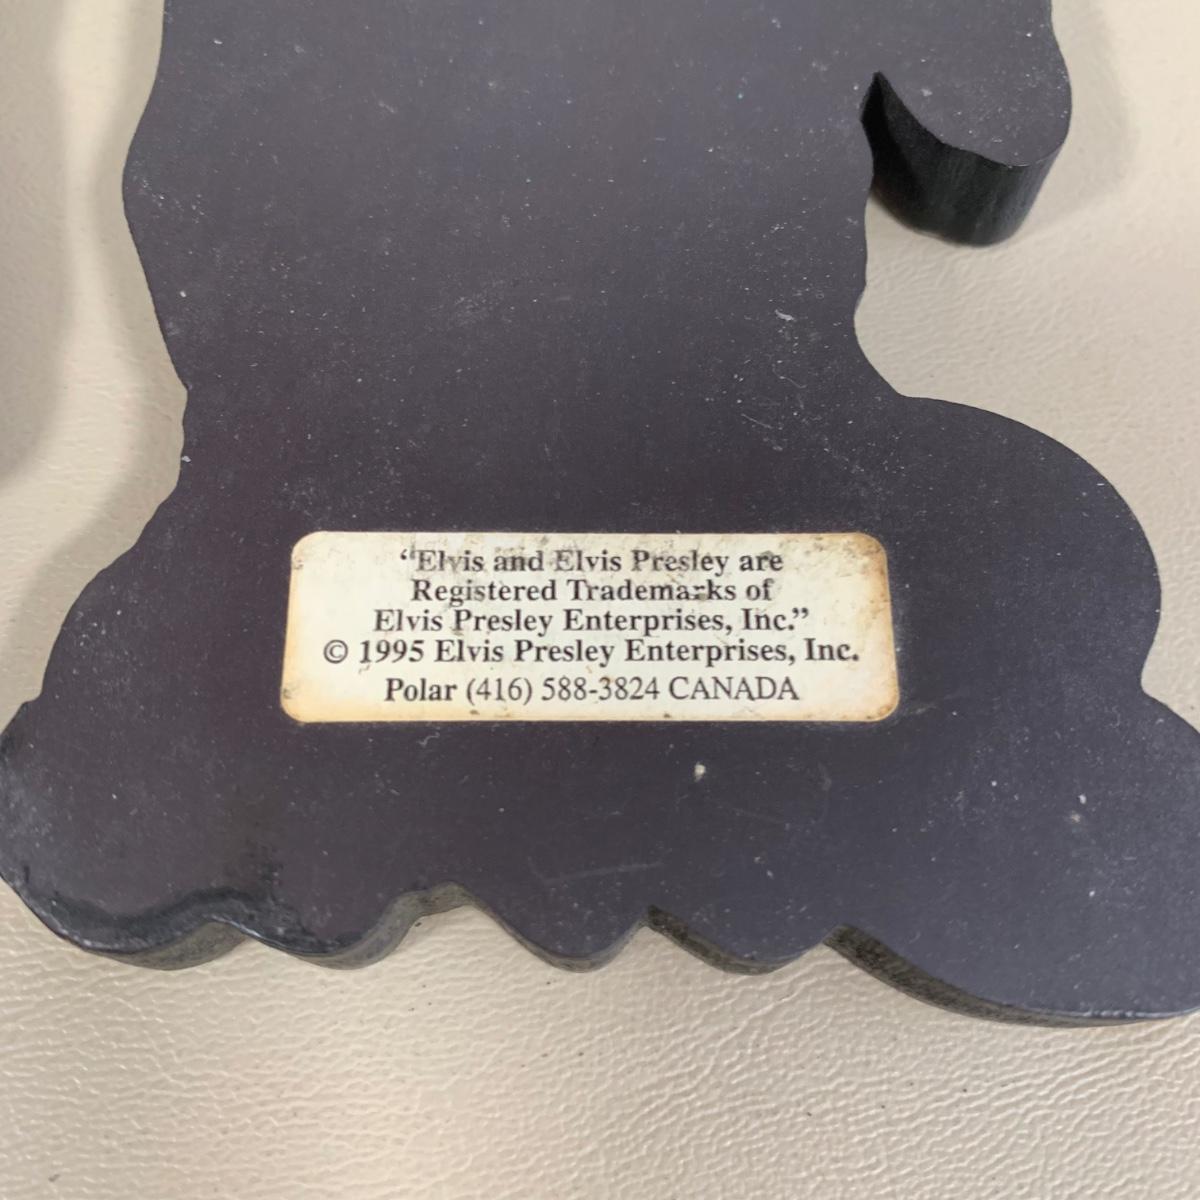 “Elvis and Elvis Presley are
Registered Trademarks of
Elvis Presley Enterprises, Inc.”
© 1995 Elvis Presley Enterprises, Inc.
Polar (416) 588-3824 CANADA